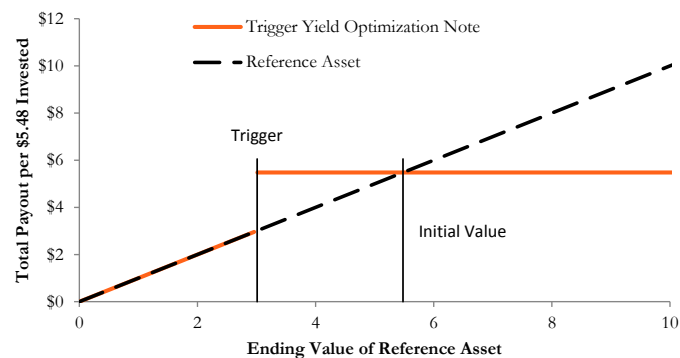 $12
$10
$8
$6
$4
$2
$0
Total Payout per $5.48 Invested
Trigger Yield Optimization Note
Reference Asset
Trigger
Initial Value
0 2 4 6 8 10
Ending Value of Reference Asset